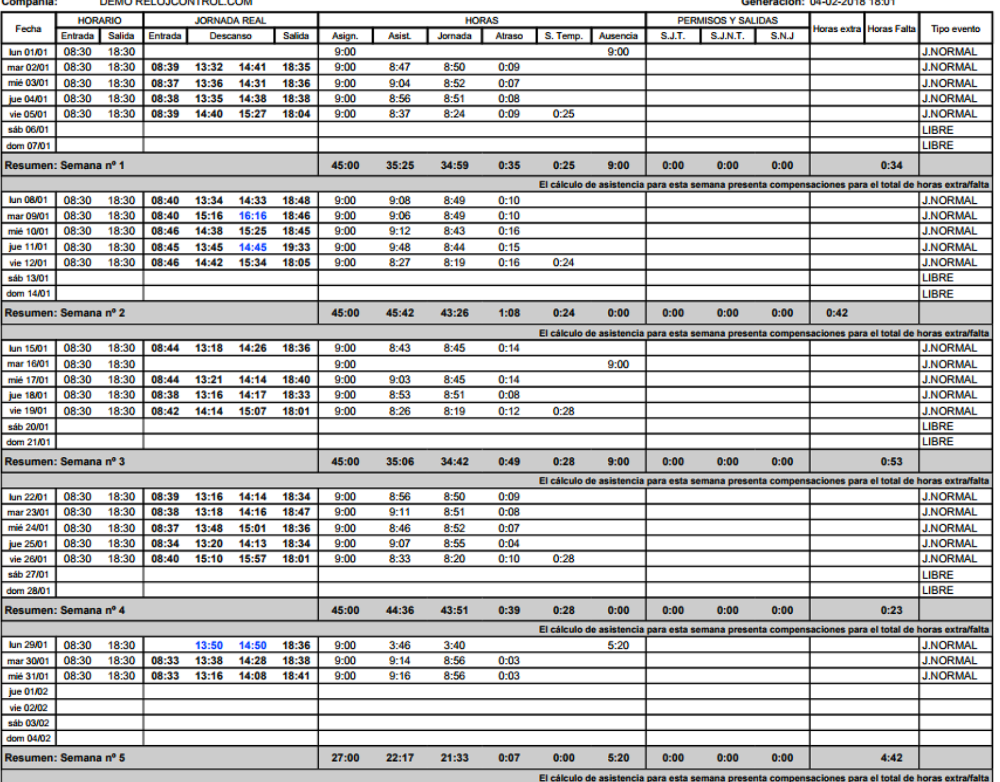 Compañía: DEMO RELOJCONTROL.COM Generación: 04-02-2018 18:01
Fecha HORARIO JORNADA REAL HORAS PERMISOS Y SALIDAS Horas extra Horas Falta Tipo evento
Entrada Salida Entrada Descanso Salida Asign. Asist. Jornada Atraso S. Temp. Ausencia S.J.T. S.J.N.T. S.N.J
lun 01/01 08:30 18:30 9:00 9:00 J.NORMAL
mar 02/01 08:30 18:30 08:39 13:32 14:41 18:35 9:00 8:47 8:50 0:09 J.NORMAL
mié 03/01 08:30 18:30 08:37 13:36 14:31 18:36 9:00 9:04 8:52 0:07 J.NORMAL
jue 04/01 08:30 18:30 08:38 13:35 14:38 18:38 9:00 8:56 8:51 0:08 J.NORMAL
vie 05/01 08:30 18:30 08:39 14:40 15:27 18:04 9:00 8:37 8:24 0:09 0:25 J.NORMAL
sáb 06/01 LIBRE
dom 07/01 LIBRE
Resumen: Semana nº 1 45:00 35:25 34:59 0:35 0:25 9:00 0:00 0:00 0:00 0:34
El cálculo de asistencia para esta semana presenta compensaciones para el total de horas extra/falta
lun 08/01 08:30 18:30 08:40 13:34 14:33 18:48 9:00 9:08 8:49 0:10 J.NORMAL
mar 09/01 08:30 18:30 08:40 15:16 16:16 18:46 9:00 9:06 8:49 0:10 J.NORMAL
mié 10/01 08:30 18:30 08:46 14:38 15:25 18:45 9:00 9:12 8:43 0:16 J.NORMAL
jue 11/01 08:30 18:30 08:45 13:45 14:45 19:33 9:00 9:48 8:44 0:15 J.NORMAL
vie 12/01 08:30 18:30 08:46 14:42 15:34 18:05 9:00 8:27 8:19 0:16 0:24 J.NORMAL
sáb 13/01 LIBRE
dom 14/01 LIBRE
Resumen: Semana nº 2 45:00 45:42 43:26 1:08 0:24 0:00 0:00 0:00 0:00 0:42
El cálculo de asistencia para esta semana presenta compensaciones para el total de horas extra/falta
lun 15/01 08:30 18:30 08:44 13:18 14:26 18:36 9:00 8:43 8:45 0:14 J.NORMAL
mar 16/01 08:30 18:30 9:00 9:00 J.NORMAL
mié 17/01 08:30 18:30 08:44 13:21 14:14 18:40 9:00 9:03 8:45 0:14 J.NORMAL
jue 18/01 08:30 18:30 08:38 13:16 14:17 18:33 9:00 8:53 8:51 0:08 J.NORMAL
vie 19/01 08:30 18:30 08:42 14:14 15:07 18:01 9:00 8:26 8:19 0:12 0:28 J.NORMAL
sáb 20/01 LIBRE
dom 21/01 LIBRE
Resumen: Semana nº 3 45:00 35:06 34:42 0:49 0:28 9:00 0:00 0:00 0:00 0:53
El cálculo de asistencia para esta semana presenta compensaciones para el total de horas extra/falta
lun 22/01 08:30 18:30 08:39 13:16 14:14 18:34 9:00 8:56 8:50 0:09 J.NORMAL
mar 23/01 08:30 18:30 08:38 13:18 14:16 18:47 9:00 9:11 8:51 0:08 J.NORMAL
mié 24/01 08:30 18:30 08:37 13:48 15:01 18:36 9:00 8:46 8:52 0:07 J.NORMAL
jue 25/01 08:30 18:30 08:34 13:20 14:13 18:34 9:00 9:07 8:55 0:04 J.NORMAL
vie 26/01 08:30 18:30 08:40 15:10 15:57 18:01 9:00 8:33 8:20 0:10 0:28 J.NORMAL
sáb 27/01 LIBRE
dom 28/01 LIBRE
Resumen: Semana nº 4 45:00 44:36 43:51 0:39 0:28 0:00 0:00 0:00 0:00 0:23
El cálculo de asistencia para esta semana presenta compensaciones para el total de horas extra/falta
lun 29/01 08:30 18:30 13:50 14:50 18:36 9:00 3:46 3:40 5:20 J.NORMAL
mar 30/01 08:30 18:30 08:33 13:38 14:28 18:38 9:00 9:14 8:56 0:03 J.NORMAL
mié 31/01 08:30 18:30 08:33 13:16 14:08 18:41 9:00 9:16 8:56 0:03 J.NORMAL
jue 01/02
vie 02/02
sáb 03/02
dom 04/02
Resumen: Semana nº 5 27:00 22:17 21:33 0:07 0:00 5:20 0:00 0:00 0:00 4:42
El cálculo de asistencia para esta semana presenta compensaciones para el total de horas extra/falta